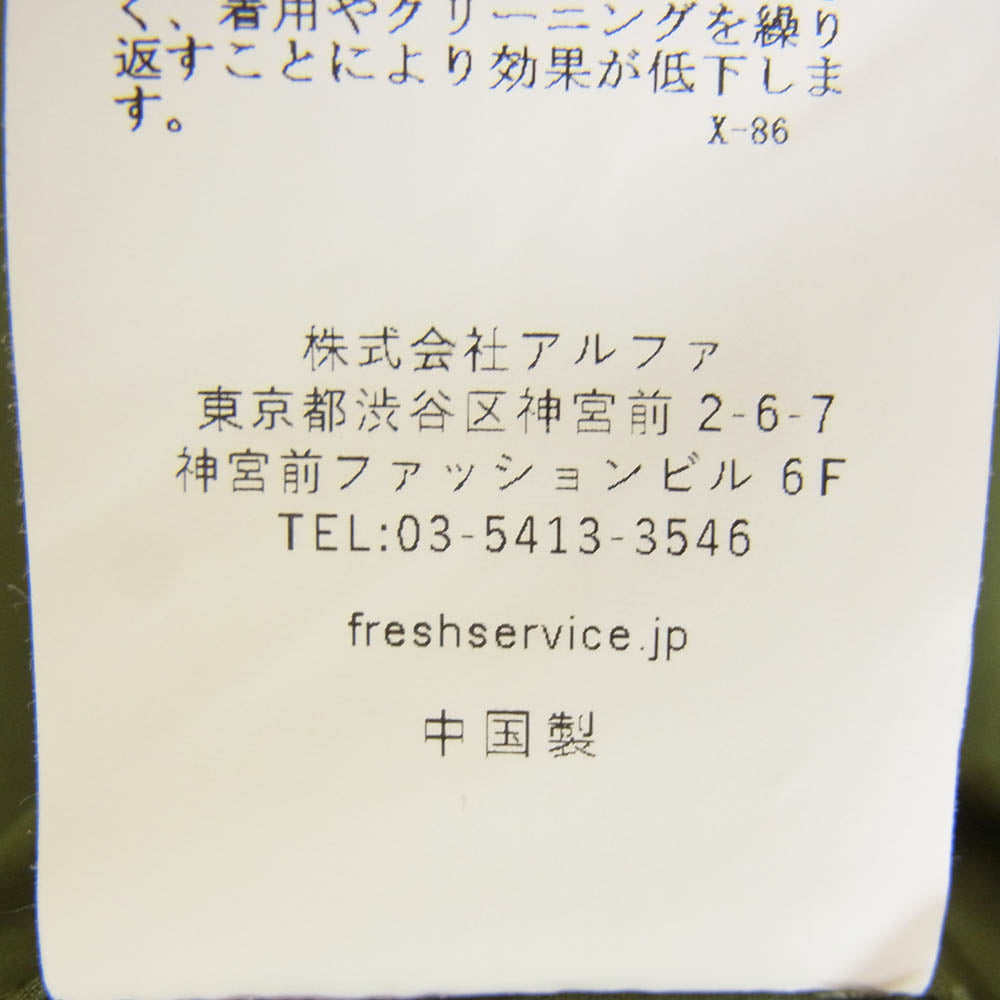 く、着用やクリーニングを繰り
返すことにより効果が低下しま
す。
X-86
株式会社アルファ
東京都渋谷区神宮前 2-6-7
神宮前ファッションビル 6F
TEL:03-5413-3546
freshservice.jp
中国製